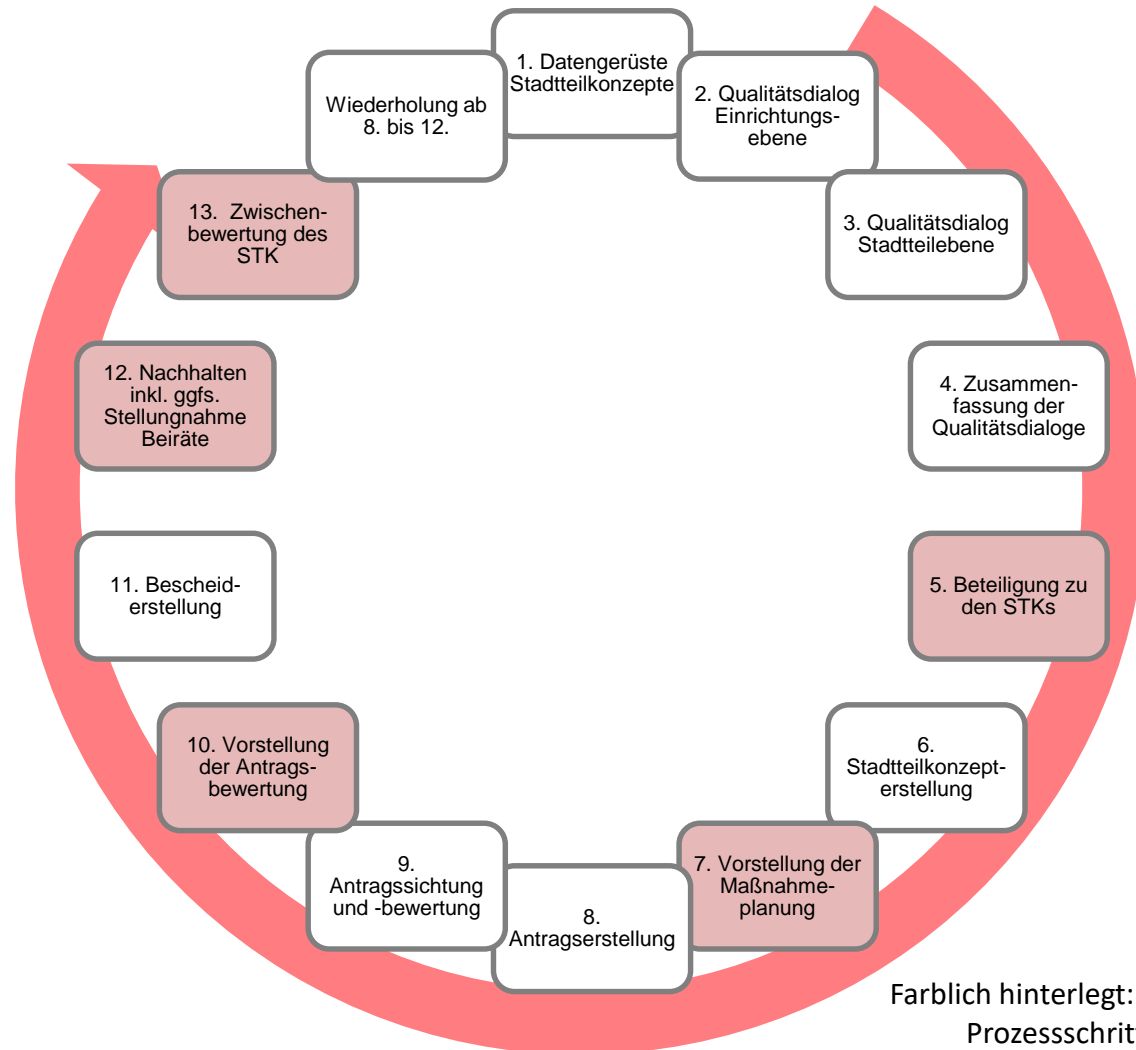 1. Datengerüste
Stadtteilkonzepte
2. Qualitätsdialog
Einrichtungs-
ebene
3. Qualitätsdialog
Stadtteilebene
4. Zusammen-
fassung der
Qualitätsdialoge
5. Beteiligung zu
den STKs
6.
Stadtteilkonzept-
erstellung
7. Vorstellung der
Maßnahme-
planung
8.
Antragserstellung
9.
Antragssichtung
und -bewertung
10. Vorstellung
der Antrags-
bewertung
11. Bescheid-
erstellung
12. Nachhalten
inkl. ggfs.
Stellungnahme
Beiräte
13. Zwischen-
bewertung des
STK
Wiederholung ab
8. bis 12.
Farblich hinterlegt: